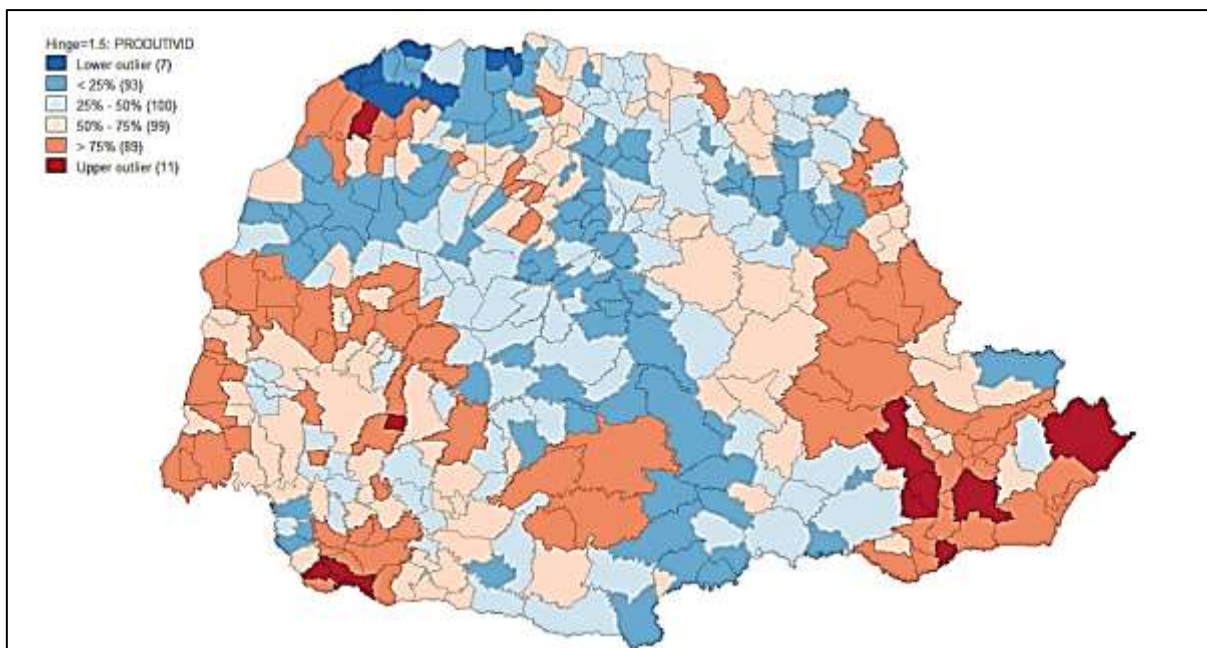 Hinge=1.5: PRODUTIVID
Lower outlier (7)
< 25% (93)
25% - 50% (100)
50% - 75% (99)
> 75% (89)
Upper outlier (11)